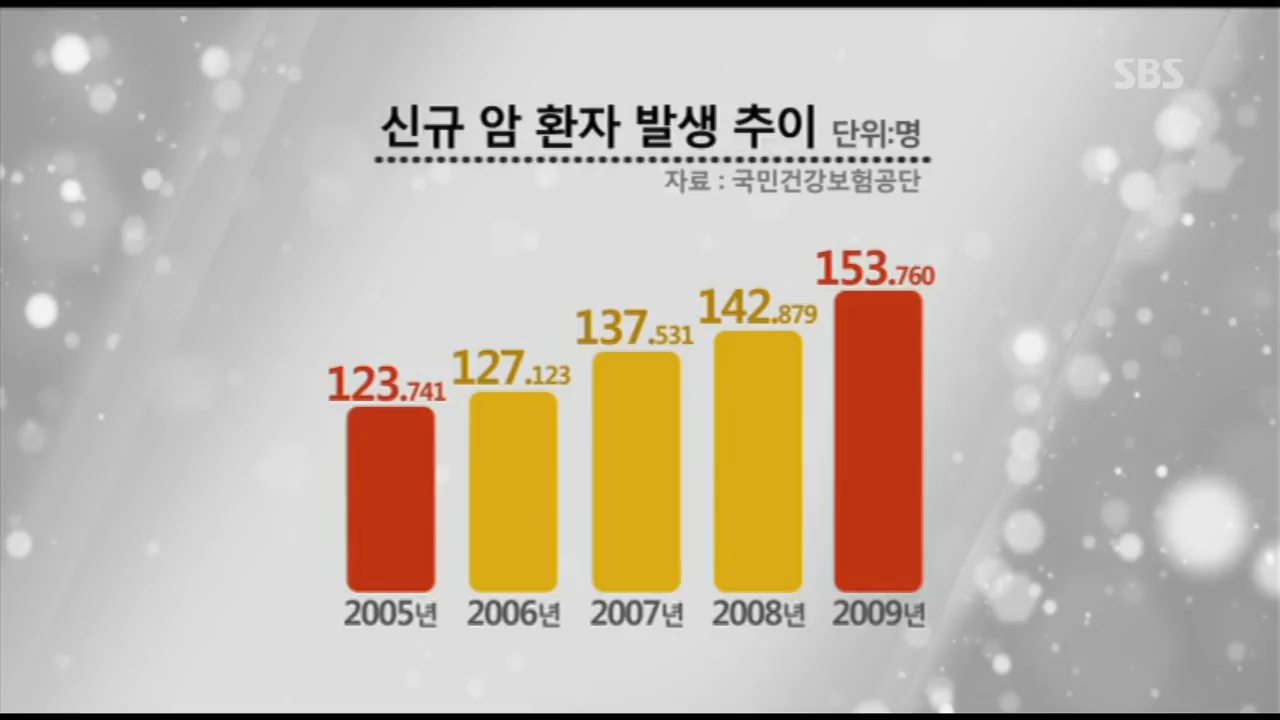 SBS
신규 암 환자 발생 추이 단위:명
자료 : 국민건강보험공단
123.741 127.123 137.531 142.879 153.760
2005년 2006년 2007년 2008년 2009년